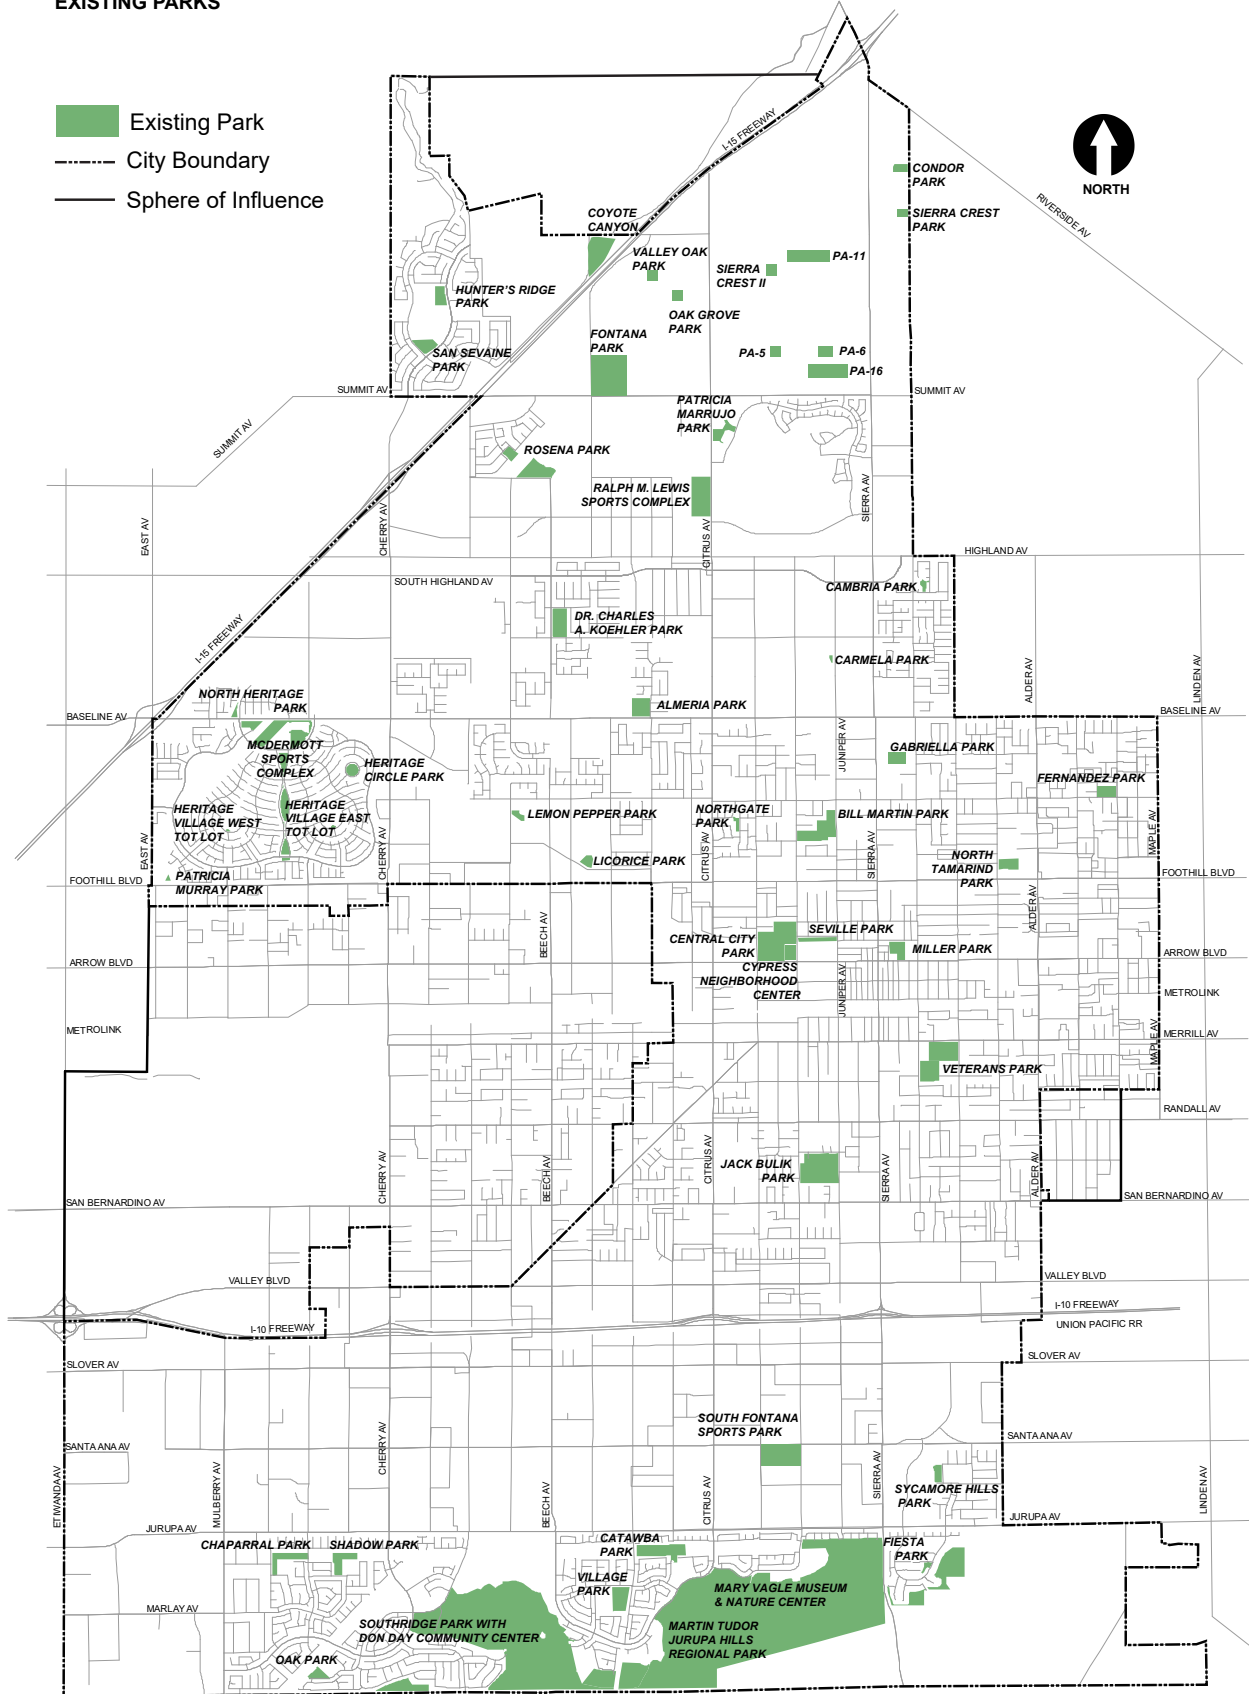 EXISTING PARKS
Existing Park
City Boundary
Sphere of Influence
NORTH
I-15 FREEWAY
RIVERSIDE AV
CONDOR
PARK
SIERRA CREST
PARK
COYOTE
CANYON
VALLEY OAK
PARK
SIERRA
CREST II
PA-11
HUNTER'S RIDGE
PARK
OAK GROVE
PARK
SAN SEVAINE
PARK
FONTANA
PARK
PA-5
PA-6
PA-16
SUMMIT AV
SUMMIT AV
SUMMIT AV
PATRICIA
MARRUJO
PARK
ROSENA PARK
RALPH M. LEWIS
SPORTS COMPLEX
EAST AV
CHERRY AV
CITRUS AV
SIERRA AV
HIGHLAND AV
SOUTH HIGHLAND AV
CAMBRIA PARK
DR. CHARLES
A. KOEHLER PARK
I-15 FREEWAY
CARMELA PARK
ALDER AV
LINDEN AV
NORTH HERITAGE
PARK
ALMERIA PARK
BASELINE AV
BASELINE AV
MCDERMOTT
SPORTS
COMPLEX
HERITAGE
CIRCLE PARK
JUNIPER AV
GABRIELLA PARK
FERNANDEZ PARK
HERITAGE
VILLAGE WEST
TOT LOT
HERITAGE
VILLAGE EAST
TOT LOT
LEMON PEPPER PARK
NORTHGATE
PARK
BILL MARTIN PARK
EAST AV
CHERRY AV
CITRUS AV
SIERRA AV
MAPLE AV
LICORICE PARK
NORTH
TAMARIND
PARK
PATRICIA
MURRAY PARK
FOOTHILL BLVD
FOOTHILL BLVD
BEECH AV
ALDER AV
SEVILLE PARK
CENTRAL CITY
PARK
MILLER PARK
CYPRESS
NEIGHBORHOOD
CENTER
JUNIPER AV
ARROW BLVD
ARROW BLVD
METROLINK
METROLINK
MERRILL AV
MAPLE AV
VETERANS PARK
RANDALL AV
JACK BULIK
PARK
CHERRY AV
BEECH AV
CITRUS AV
SIERRA AV
ALDER AV
SAN BERNARDINO AV
SAN BERNARDINO AV
VALLEY BLVD
VALLEY BLVD
I-10 FREEWAY
I-10 FREEWAY
UNION PACIFIC RR
SLOVER AV
SLOVER AV
SOUTH FONTANA
SPORTS PARK
SANTA ANA AV
SANTA ANA AV
ETIWANDA AV
MULBERRY AV
CHERRY AV
BEECH AV
CITRUS AV
SIERRA AV
LINDEN AV
SYCAMORE HILLS
PARK
JURUPA AV
JURUPA AV
CHAPARRAL PARK
SHADOW PARK
CATAWBA
PARK
FIESTA
PARK
VILLAGE
PARK
MARY VAGLE MUSEUM
& NATURE CENTER
MARLAY AV
SOUTHRIDGE PARK WITH
DON DAY COMMUNITY CENTER
MARTIN TUDOR
JURUPA HILLS
REGIONAL PARK
OAK PARK